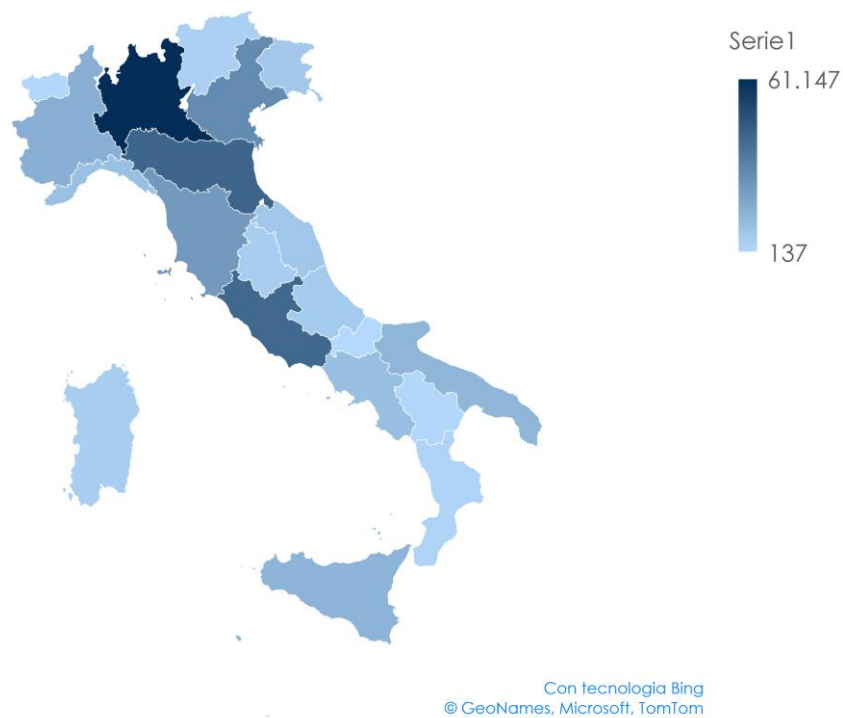 Serie1
61.147
137
Con tecnologia Bing
© GeoNames, Microsoft, TomTom